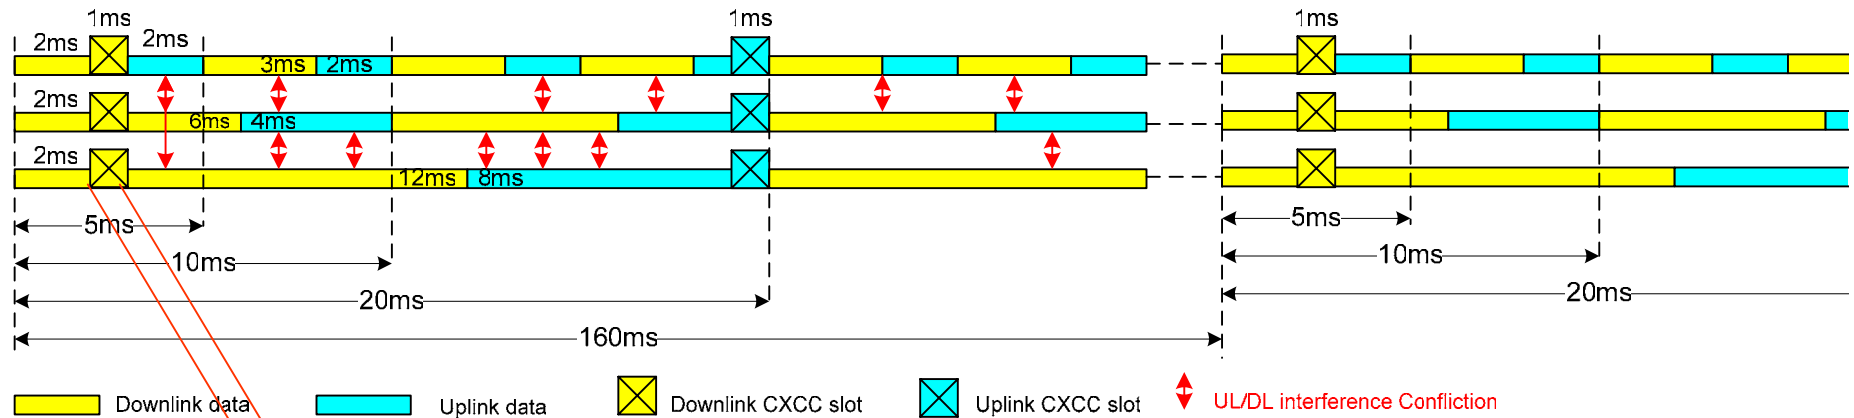 1ms 1ms 1ms
2ms 2ms 2ms
3ms 2ms
2ms
6ms 4ms
2ms
12ms 8ms
5ms 5ms
10ms 10ms
20ms 20ms
160ms
Downlink data Uplink data Downlink CXCC slot Uplink CXCC slot UL/DL interference Confliction